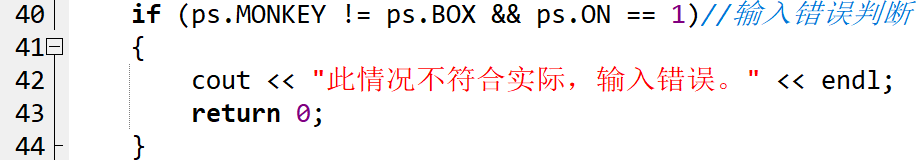 40 if (ps.MONKEY != ps.BOX && ps.ON == 1)//输入错误判断
41 {
42 cout << "此情况不符合实际，输入错误。" << endl;
43 return 0;
44 }